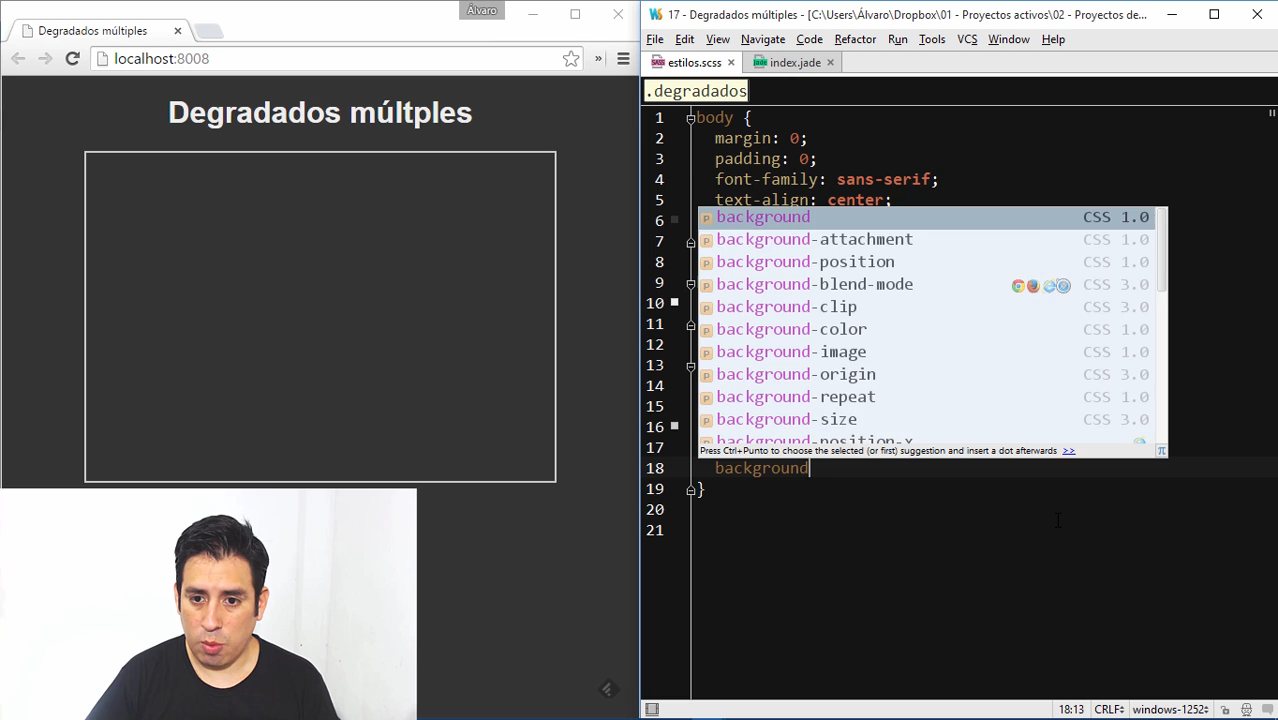 Álvaro
Degradados múltiples
localhost:8008
»
Degradados múltples
17 - Degradados múltiples - [C:\Users\Álvaro\Dropbox\01 - Proyectos activos\02 - Proyectos de...
File Edit View Navigate Code Refactor Run Tools VCS Window Help
estilos.scss index.jade
.degradados
1 body {
2 margin: 0;
3 padding: 0;
4 font-family: sans-serif;
5 text-align: center;
6
7
8
9
10
11
12
13
14
15
16
17
18 background
19 }
20
21
background CSS 1.0
background-attachment CSS 1.0
background-position CSS 1.0
background-blend-mode CSS 3.0
background-clip CSS 3.0
background-color CSS 1.0
background-image CSS 1.0
background-origin CSS 3.0
background-repeat CSS 1.0
background-size CSS 3.0
background-position-x
Press Ctrl+Punto to choose the selected (or first) suggestion and insert a dot afterwards >>
π
18:13 CRLF windows-1252